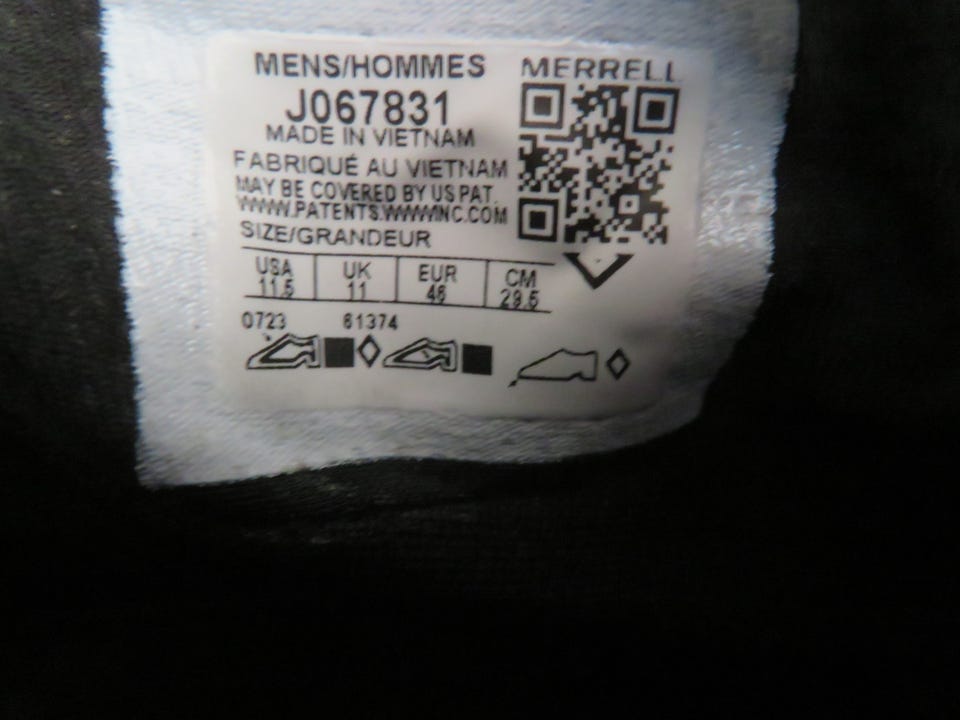 MENS/HOMMES
MERRELL
J067831
MADE IN VIETNAM
FABRIQUÉ AU VIETNAM
MAY BE COVERED BY US PAT.
WWW.PATENTS.WWWINC.COM
SIZE/GRANDEUR
USA UK EUR CM
11.5 11 46 29.5
0723 61374